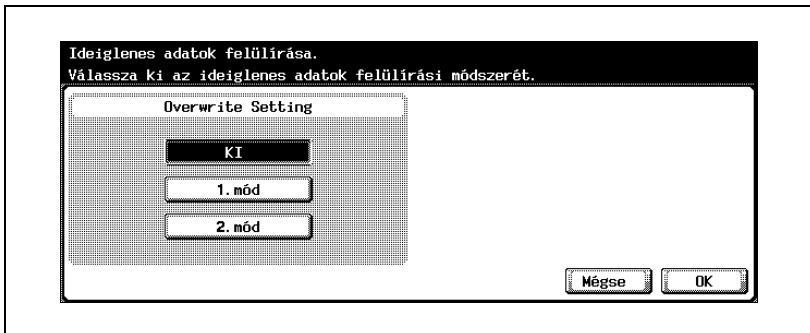 Ideiglenes adatok felülírása.
Válassza ki az ideiglenes adatok felülírási módszerét.
Overwrite Setting
KI
1. mód
2. mód
Mégse OK